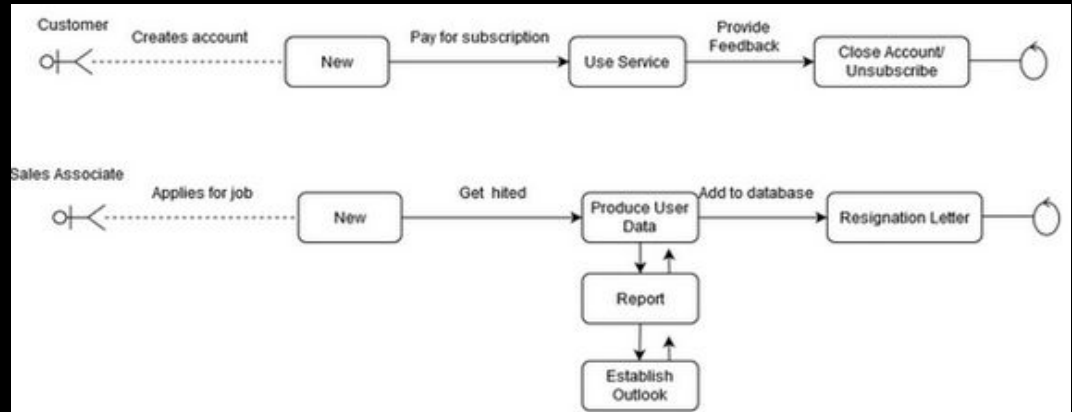 Customer
Creates account
New
Pay for subscription
Use Service
Provide
Feedback
Close Account/
Unsubscribe
Sales Associate
Applies for job
New
Get hited
Produce User
Data
Add to database
Resignation Letter
Report
Establish
Outlook